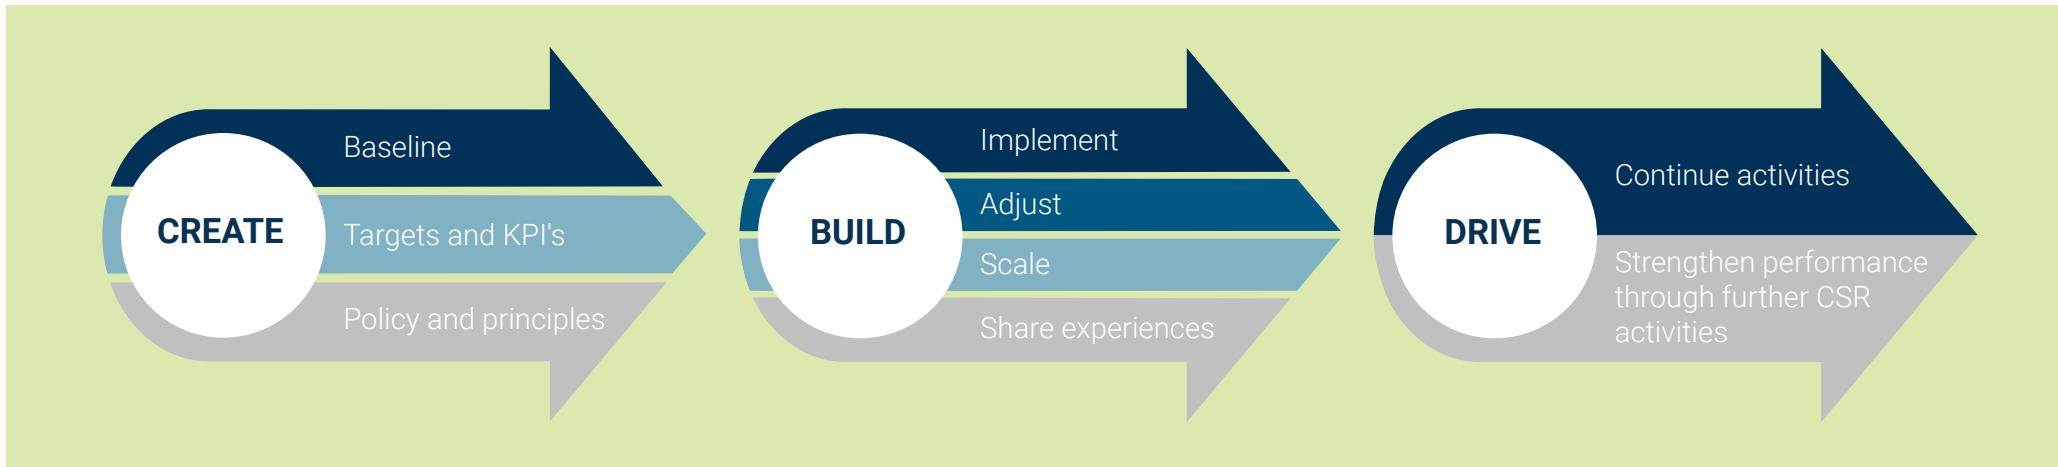 CREATE
Baseline
Targets and KPI's
Policy and principles
BUILD
Implement
Adjust
Scale
Share experiences
DRIVE
Continue activities
Strengthen performance
through further CSR
activities